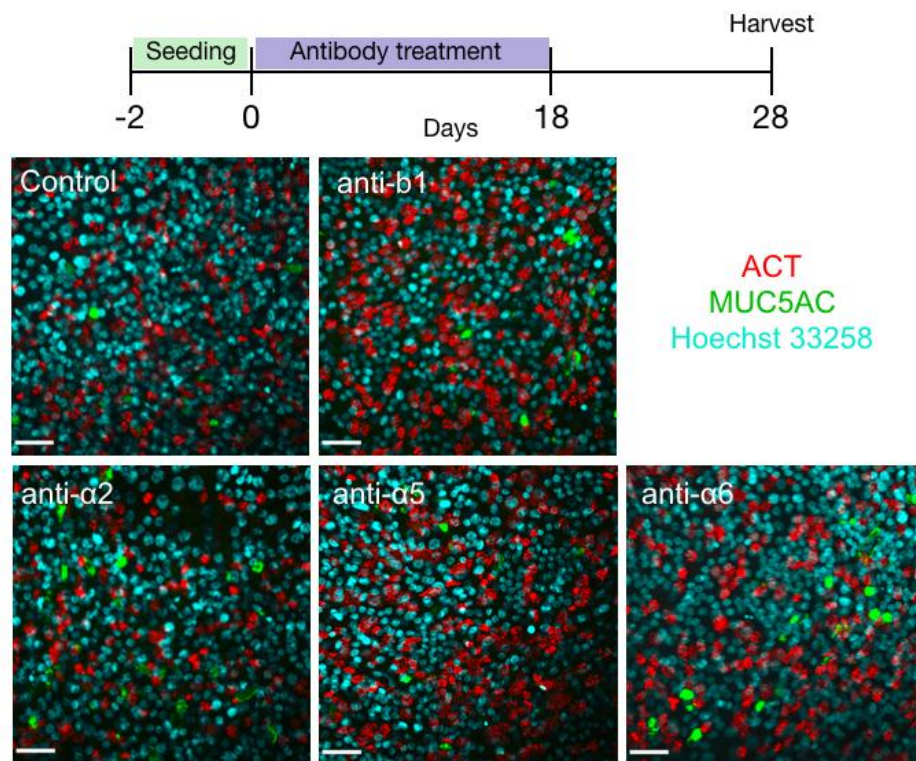 Harvest
Seeding
Antibody treatment
-2
0
Days
18
28
Control
anti-b1
ACT
MUC5AC
Hoechst 33258
anti-α2
anti-α5
anti-α6